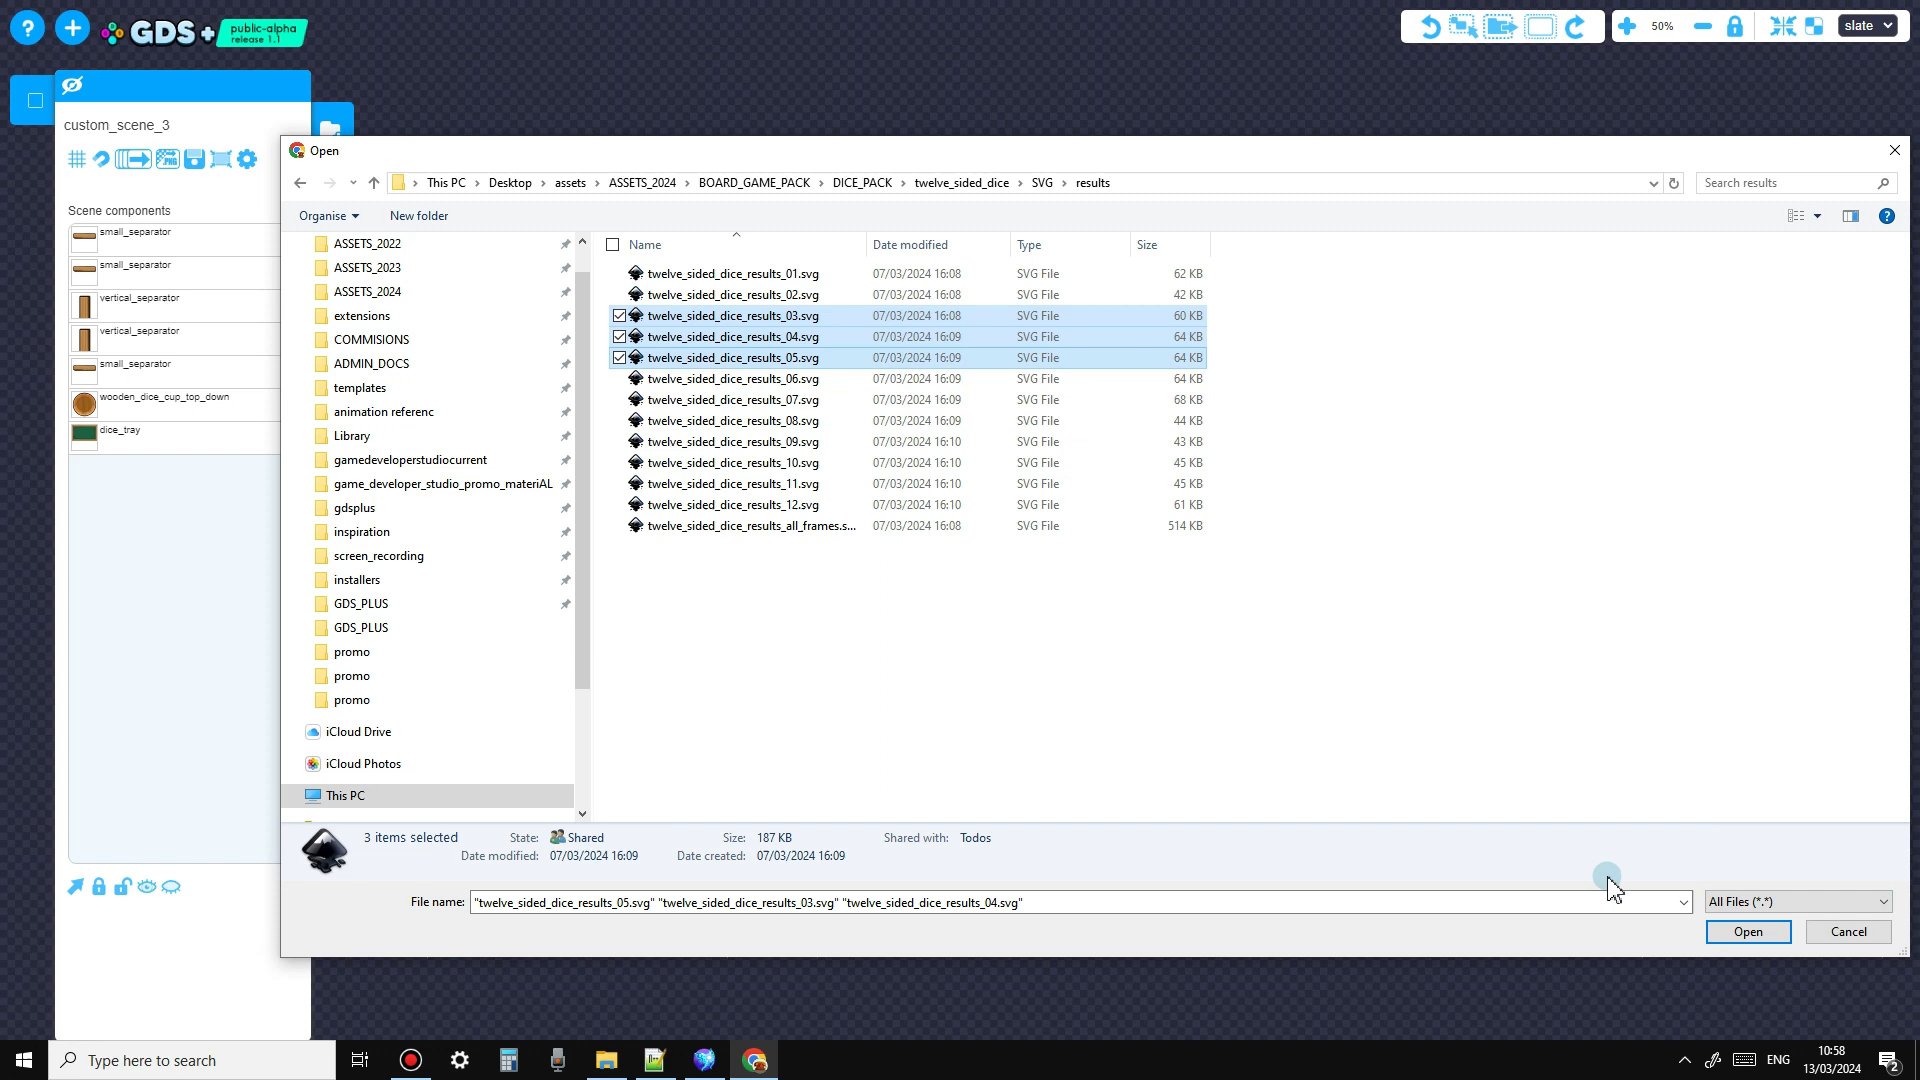 ?
+
GDS +
public-alpha
release 1.1
50%
slate
custom_scene_3
Scene components
small_separator
small_separator
vertical_separator
vertical_separator
small_separator
wooden_dice_cup_top_down
dice_tray
Open
This PC > Desktop > assets > ASSETS_2024 > BOARD_GAME_PACK > DICE_PACK > twelve_sided_dice > SVG > results
Search results
Organise
New folder
?
ASSETS_2022
ASSETS_2023
ASSETS_2024
extensions
COMMISIONS
ADMIN_DOCS
templates
animation referenc
Library
gamedeveloperstudiocurrent
game_developer_studio_promo_materiAL
gdsplus
inspiration
screen_recording
installers
GDS_PLUS
GDS_PLUS
promo
promo
promo
iCloud Drive
iCloud Photos
This PC
Name Date modified Type Size
twelve_sided_dice_results_01.svg 07/03/2024 16:08 SVG File 62 KB
twelve_sided_dice_results_02.svg 07/03/2024 16:08 SVG File 42 KB
twelve_sided_dice_results_03.svg 07/03/2024 16:08 SVG File 60 KB
twelve_sided_dice_results_04.svg 07/03/2024 16:09 SVG File 64 KB
twelve_sided_dice_results_05.svg 07/03/2024 16:09 SVG File 64 KB
twelve_sided_dice_results_06.svg 07/03/2024 16:09 SVG File 64 KB
twelve_sided_dice_results_07.svg 07/03/2024 16:09 SVG File 68 KB
twelve_sided_dice_results_08.svg 07/03/2024 16:09 SVG File 44 KB
twelve_sided_dice_results_09.svg 07/03/2024 16:10 SVG File 43 KB
twelve_sided_dice_results_10.svg 07/03/2024 16:10 SVG File 45 KB
twelve_sided_dice_results_11.svg 07/03/2024 16:10 SVG File 45 KB
twelve_sided_dice_results_12.svg 07/03/2024 16:10 SVG File 61 KB
twelve_sided_dice_results_all_frames.s... 07/03/2024 16:08 SVG File 514 KB
3 items selected State: Shared Size: 187 KB Shared with: Todos
Date modified: 07/03/2024 16:09 Date created: 07/03/2024 16:09
File name: "twelve_sided_dice_results_05.svg" "twelve_sided_dice_results_03.svg" "twelve_sided_dice_results_04.svg"
All Files (*.*)
Open
Cancel
Type here to search
ENG
10:58
13/03/2024
2